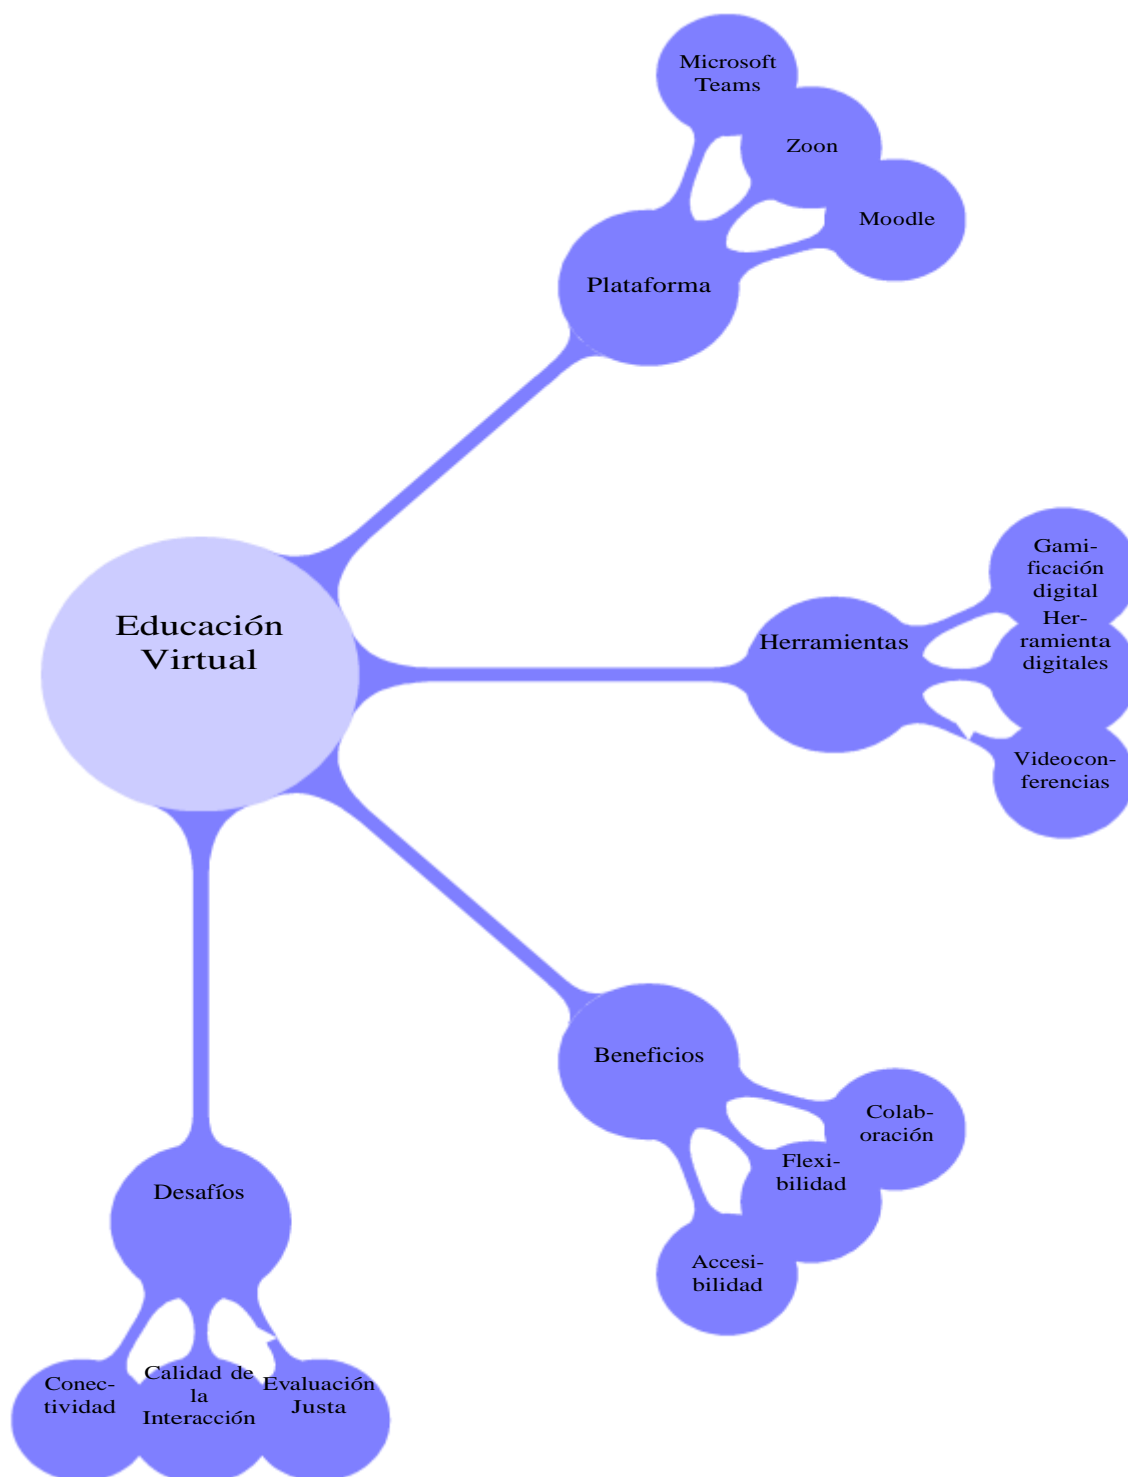 Microsoft
Teams
Zoon
Moodle
Plataforma
Educación
Virtual
Gami-
ficación
digital
Herramientas
Her-
ramienta
digitales
Videocon-
ferencias
Beneficios
Colab-
oración
Flexi-
bilidad
Accesi-
bilidad
Desafíos
Conec-
tividad
Calidad de
la
Interacción
Evaluación
Justa